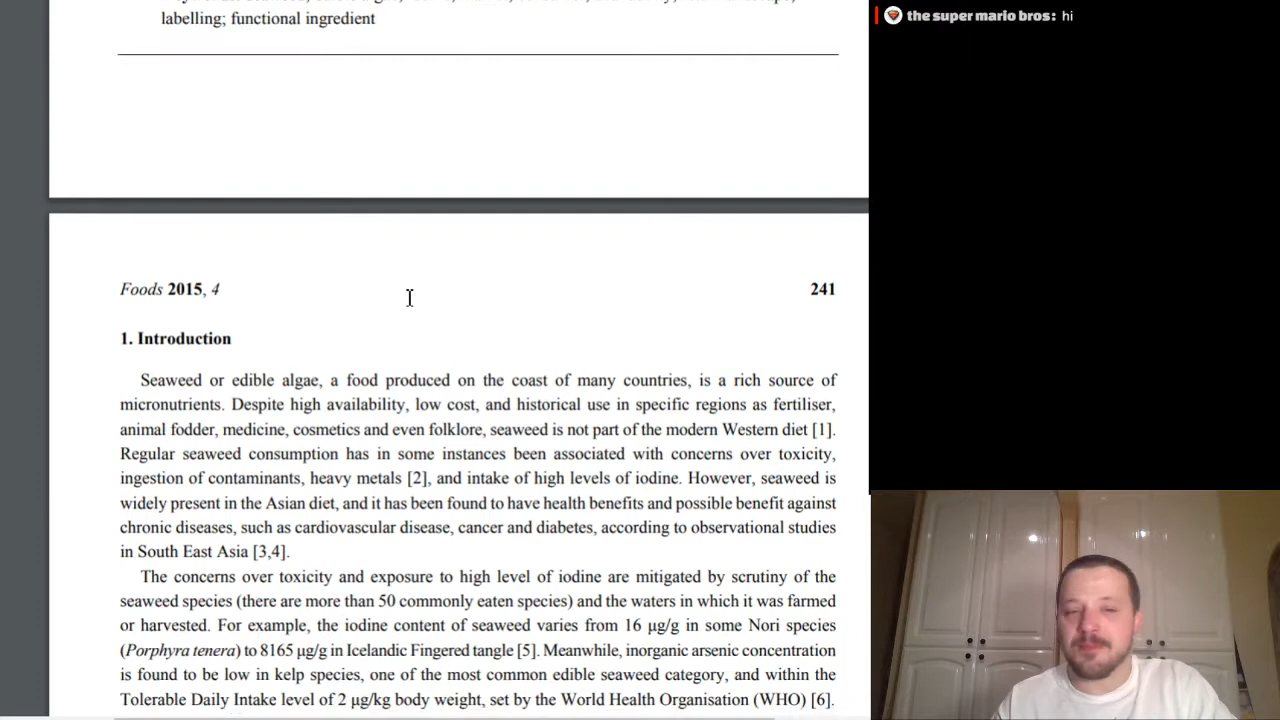 labelling; functional ingredient
the super mario bros: hi
Foods 2015, 4
241
1. Introduction
Seaweed or edible algae, a food produced on the coast of many countries, is a rich source of
micronutrients. Despite high availability, low cost, and historical use in specific regions as fertiliser,
animal fodder, medicine, cosmetics and even folklore, seaweed is not part of the modern Western diet [1].
Regular seaweed consumption has in some instances been associated with concerns over toxicity,
ingestion of contaminants, heavy metals [2], and intake of high levels of iodine. However, seaweed is
widely present in the Asian diet, and it has been found to have health benefits and possible benefit against
chronic diseases, such as cardiovascular disease, cancer and diabetes, according to observational studies
in South East Asia [3,4].
The concerns over toxicity and exposure to high level of iodine are mitigated by scrutiny of the
seaweed species (there are more than 50 commonly eaten species) and the waters in which it was farmed
or harvested. For example, the iodine content of seaweed varies from 16 µg/g in some Nori species
(Porphyra tenera) to 8165 µg/g in Icelandic Fingered tangle [5]. Meanwhile, inorganic arsenic concentration
is found to be low in kelp species, one of the most common edible seaweed category, and within the
Tolerable Daily Intake level of 2 µg/kg body weight, set by the World Health Organisation (WHO) [6].